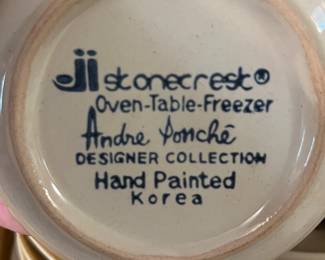 Ji stonecrest®
Oven-Table-Freezer
Andre Ponché
DESIGNER COLLECTION
Hand Painted
Korea